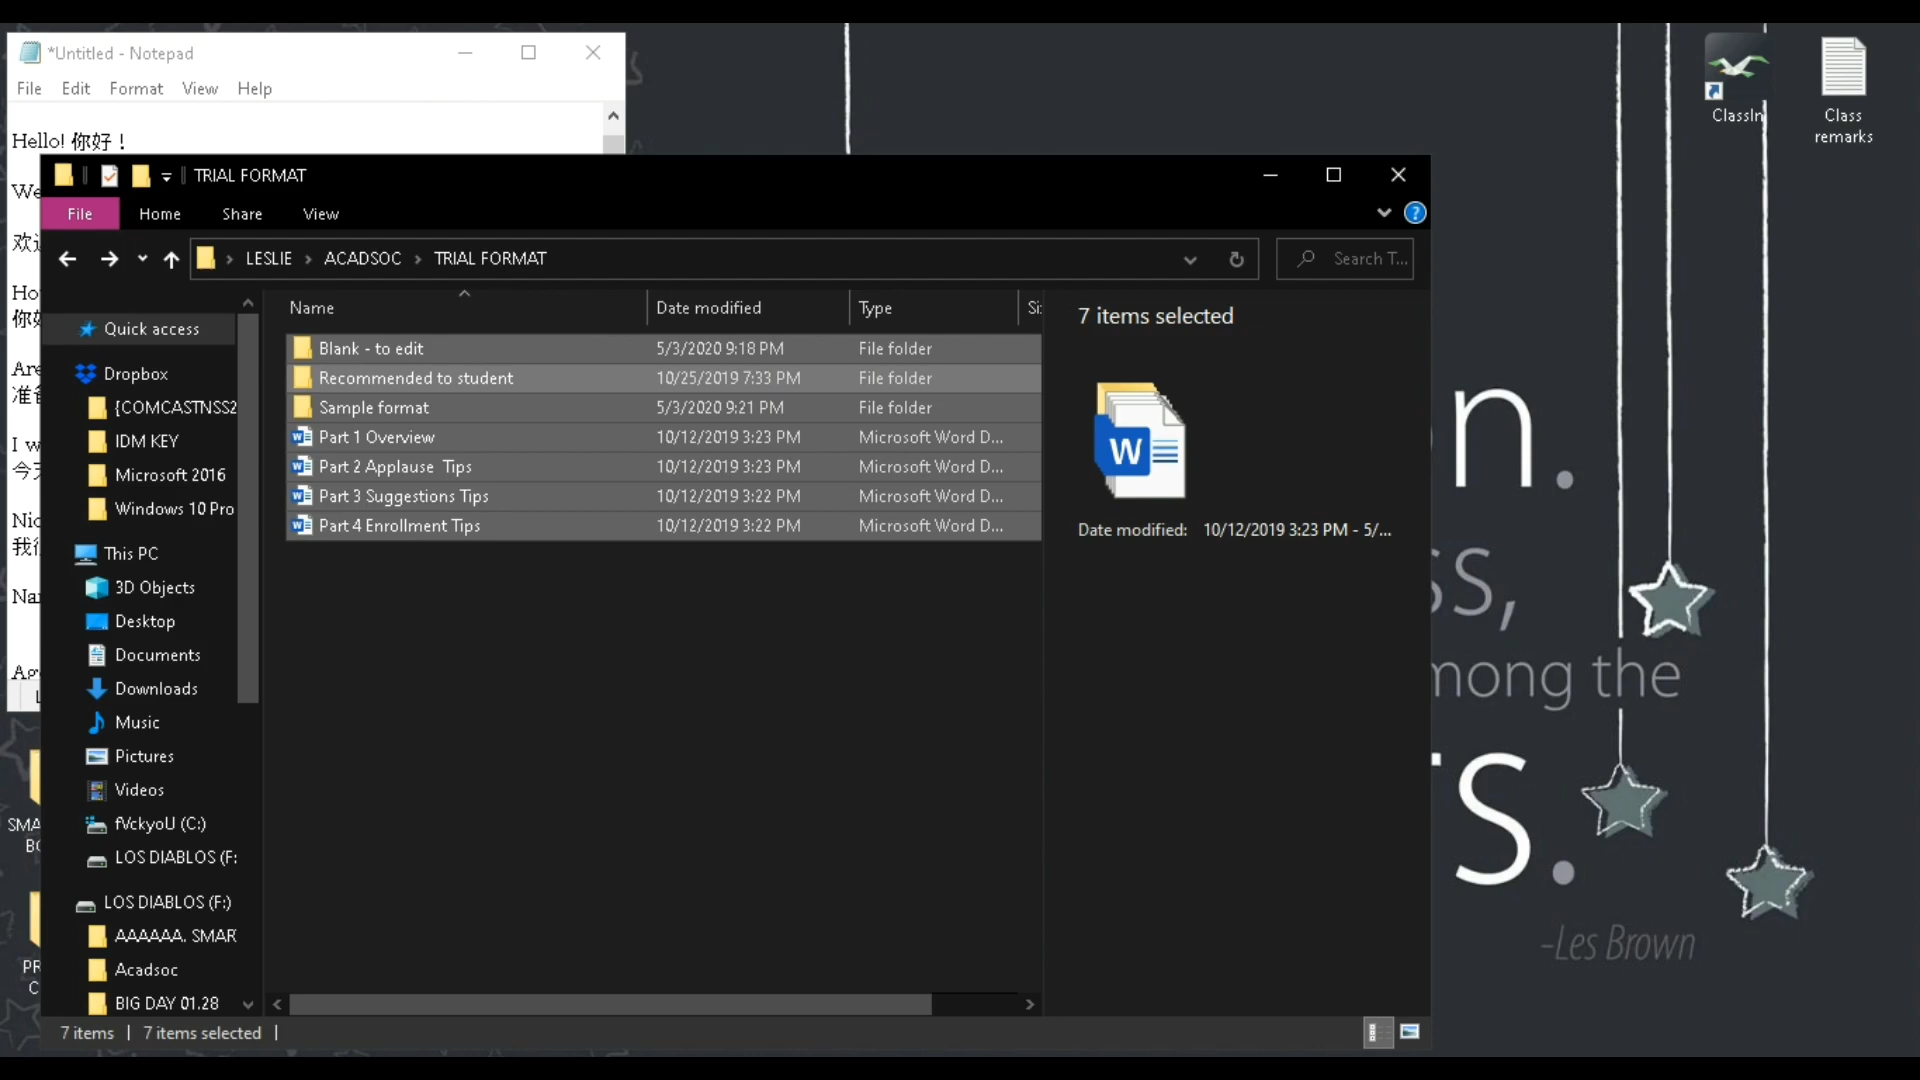 *Untitled - Notepad
File Edit Format View Help
Hello! 你好！
TRIAL FORMAT
File Home Share View
LESLIE > ACADSOC > TRIAL FORMAT
Search T...
Name Date modified Type
Blank - to edit 5/3/2020 9:18 PM File folder
Recommended to student 10/25/2019 7:33 PM File folder
Sample format 5/3/2020 9:21 PM File folder
Part 1 Overview 10/12/2019 3:23 PM Microsoft Word D...
Part 2 Applause Tips 10/12/2019 3:23 PM Microsoft Word D...
Part 3 Suggestions Tips 10/12/2019 3:22 PM Microsoft Word D...
Part 4 Enrollment Tips 10/12/2019 3:22 PM Microsoft Word D...
Quick access
Dropbox
{COMCASTNSS2
IDM KEY
Microsoft 2016
Windows 10 Pro
This PC
3D Objects
Desktop
Documents
Downloads
Music
Pictures
Videos
fVckyoU (C:)
LOS DIABLOS (F:
LOS DIABLOS (F:)
AAAAAA. SMAR
Acadsoc
BIG DAY 01.28
7 items selected
Date modified: 10/12/2019 3:23 PM - 5/...
7 items | 7 items selected |
ClassIn
Class
remarks
n.
ss,
mong the
rs.
-Les Brown